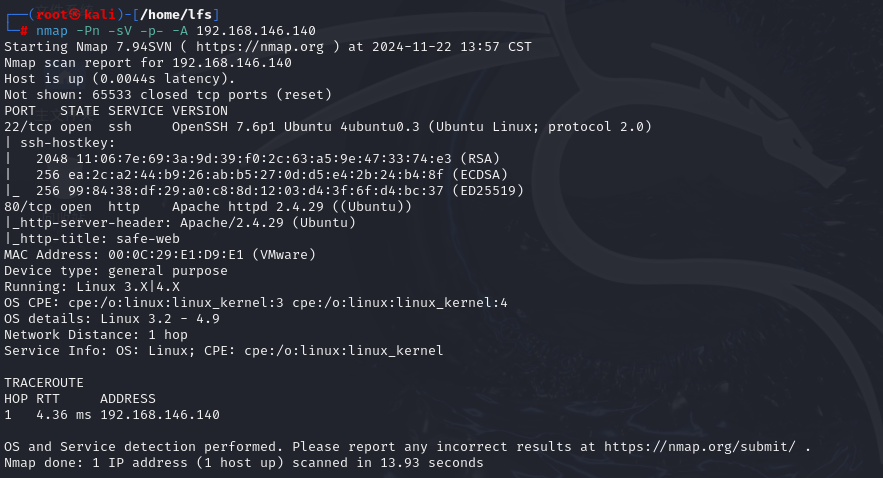 ┌──(root㉿kali)-[/home/lfs]
└─# nmap -Pn -sV -p- -A 192.168.146.140
Starting Nmap 7.94SVN ( https://nmap.org ) at 2024-11-22 13:57 CST
Nmap scan report for 192.168.146.140
Host is up (0.0044s latency).
Not shown: 65533 closed tcp ports (reset)
PORT   STATE SERVICE VERSION
22/tcp open  ssh     OpenSSH 7.6p1 Ubuntu 4ubuntu0.3 (Ubuntu Linux; protocol 2.0)
| ssh-hostkey:
|   2048 11:06:7e:69:3a:9d:39:f0:2c:63:a5:9e:47:33:74:e3 (RSA)
|   256 ea:2c:a2:44:b9:26:ab:b5:27:0d:d5:e4:2b:24:b4:8f (ECDSA)
|_  256 99:84:38:df:29:a0:c8:8d:12:03:d4:3f:6f:d4:bc:37 (ED25519)
80/tcp open  http    Apache httpd 2.4.29 ((Ubuntu))
|_http-server-header: Apache/2.4.29 (Ubuntu)
|_http-title: safe-web
MAC Address: 00:0C:29:E1:D9:E1 (VMware)
Device type: general purpose
Running: Linux 3.X|4.X
OS CPE: cpe:/o:linux:linux_kernel:3 cpe:/o:linux:linux_kernel:4
OS details: Linux 3.2 - 4.9
Network Distance: 1 hop
Service Info: OS: Linux; CPE: cpe:/o:linux:linux_kernel

TRACEROUTE
HOP RTT     ADDRESS
1   4.36 ms 192.168.146.140

OS and Service detection performed. Please report any incorrect results at https://nmap.org/submit/ .
Nmap done: 1 IP address (1 host up) scanned in 13.93 seconds